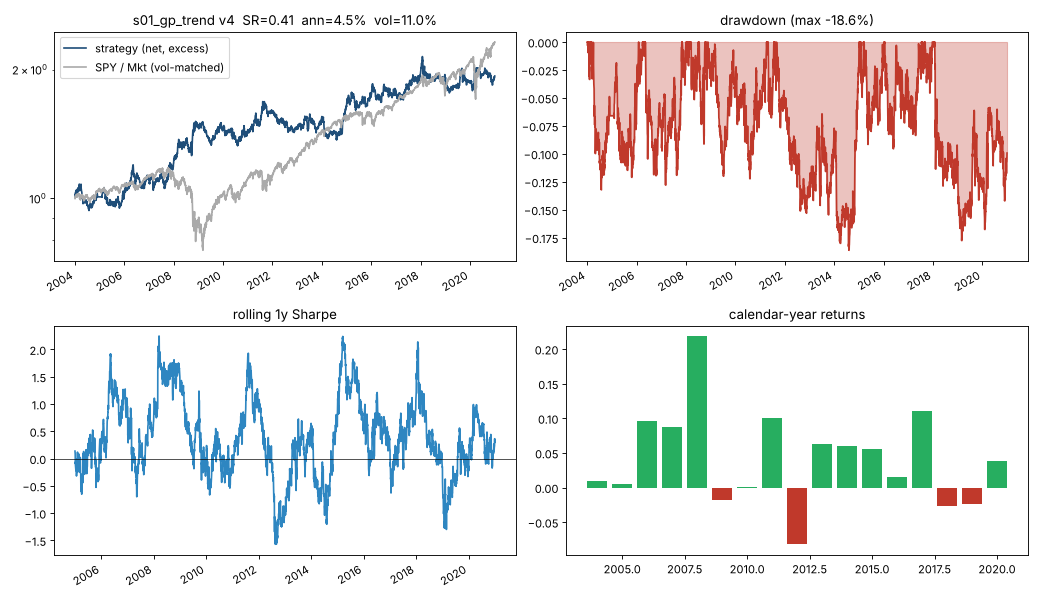 s01_gp_trend v4  SR=0.41  ann=4.5%  vol=11.0%
strategy (net, excess)
SPY / Mkt (vol-matched)
2 × 10⁰
10⁰
2004 2006 2008 2010 2012 2014 2016 2018 2020
drawdown (max -18.6%)
0.000
−0.025
−0.050
−0.075
−0.100
−0.125
−0.150
−0.175
2004 2006 2008 2010 2012 2014 2016 2018 2020
rolling 1y Sharpe
2.0
1.5
1.0
0.5
0.0
−0.5
−1.0
−1.5
2006 2008 2010 2012 2014 2016 2018 2020
calendar-year returns
0.20
0.15
0.10
0.05
0.00
−0.05
2005.0 2007.5 2010.0 2012.5 2015.0 2017.5 2020.0